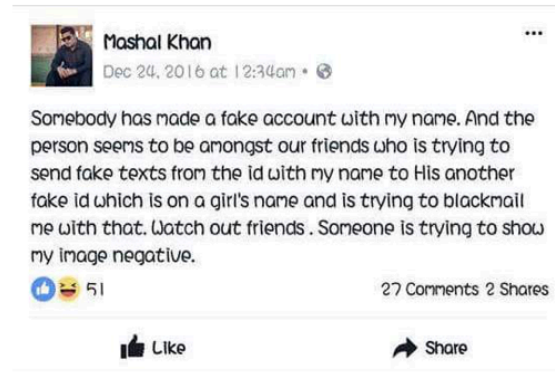 Mashal Khan
Dec 24, 2016 at 12:34am
Somebody has made a fake account with my name. And the
person seems to be amongst our friends who is trying to
send fake texts from the id with my name to His another
fake id which is on a girl's name and is trying to blackmail
me with that. Watch out friends . Someone is trying to show
my image negative.
51
27 Comments 2 Shares
Like
Share